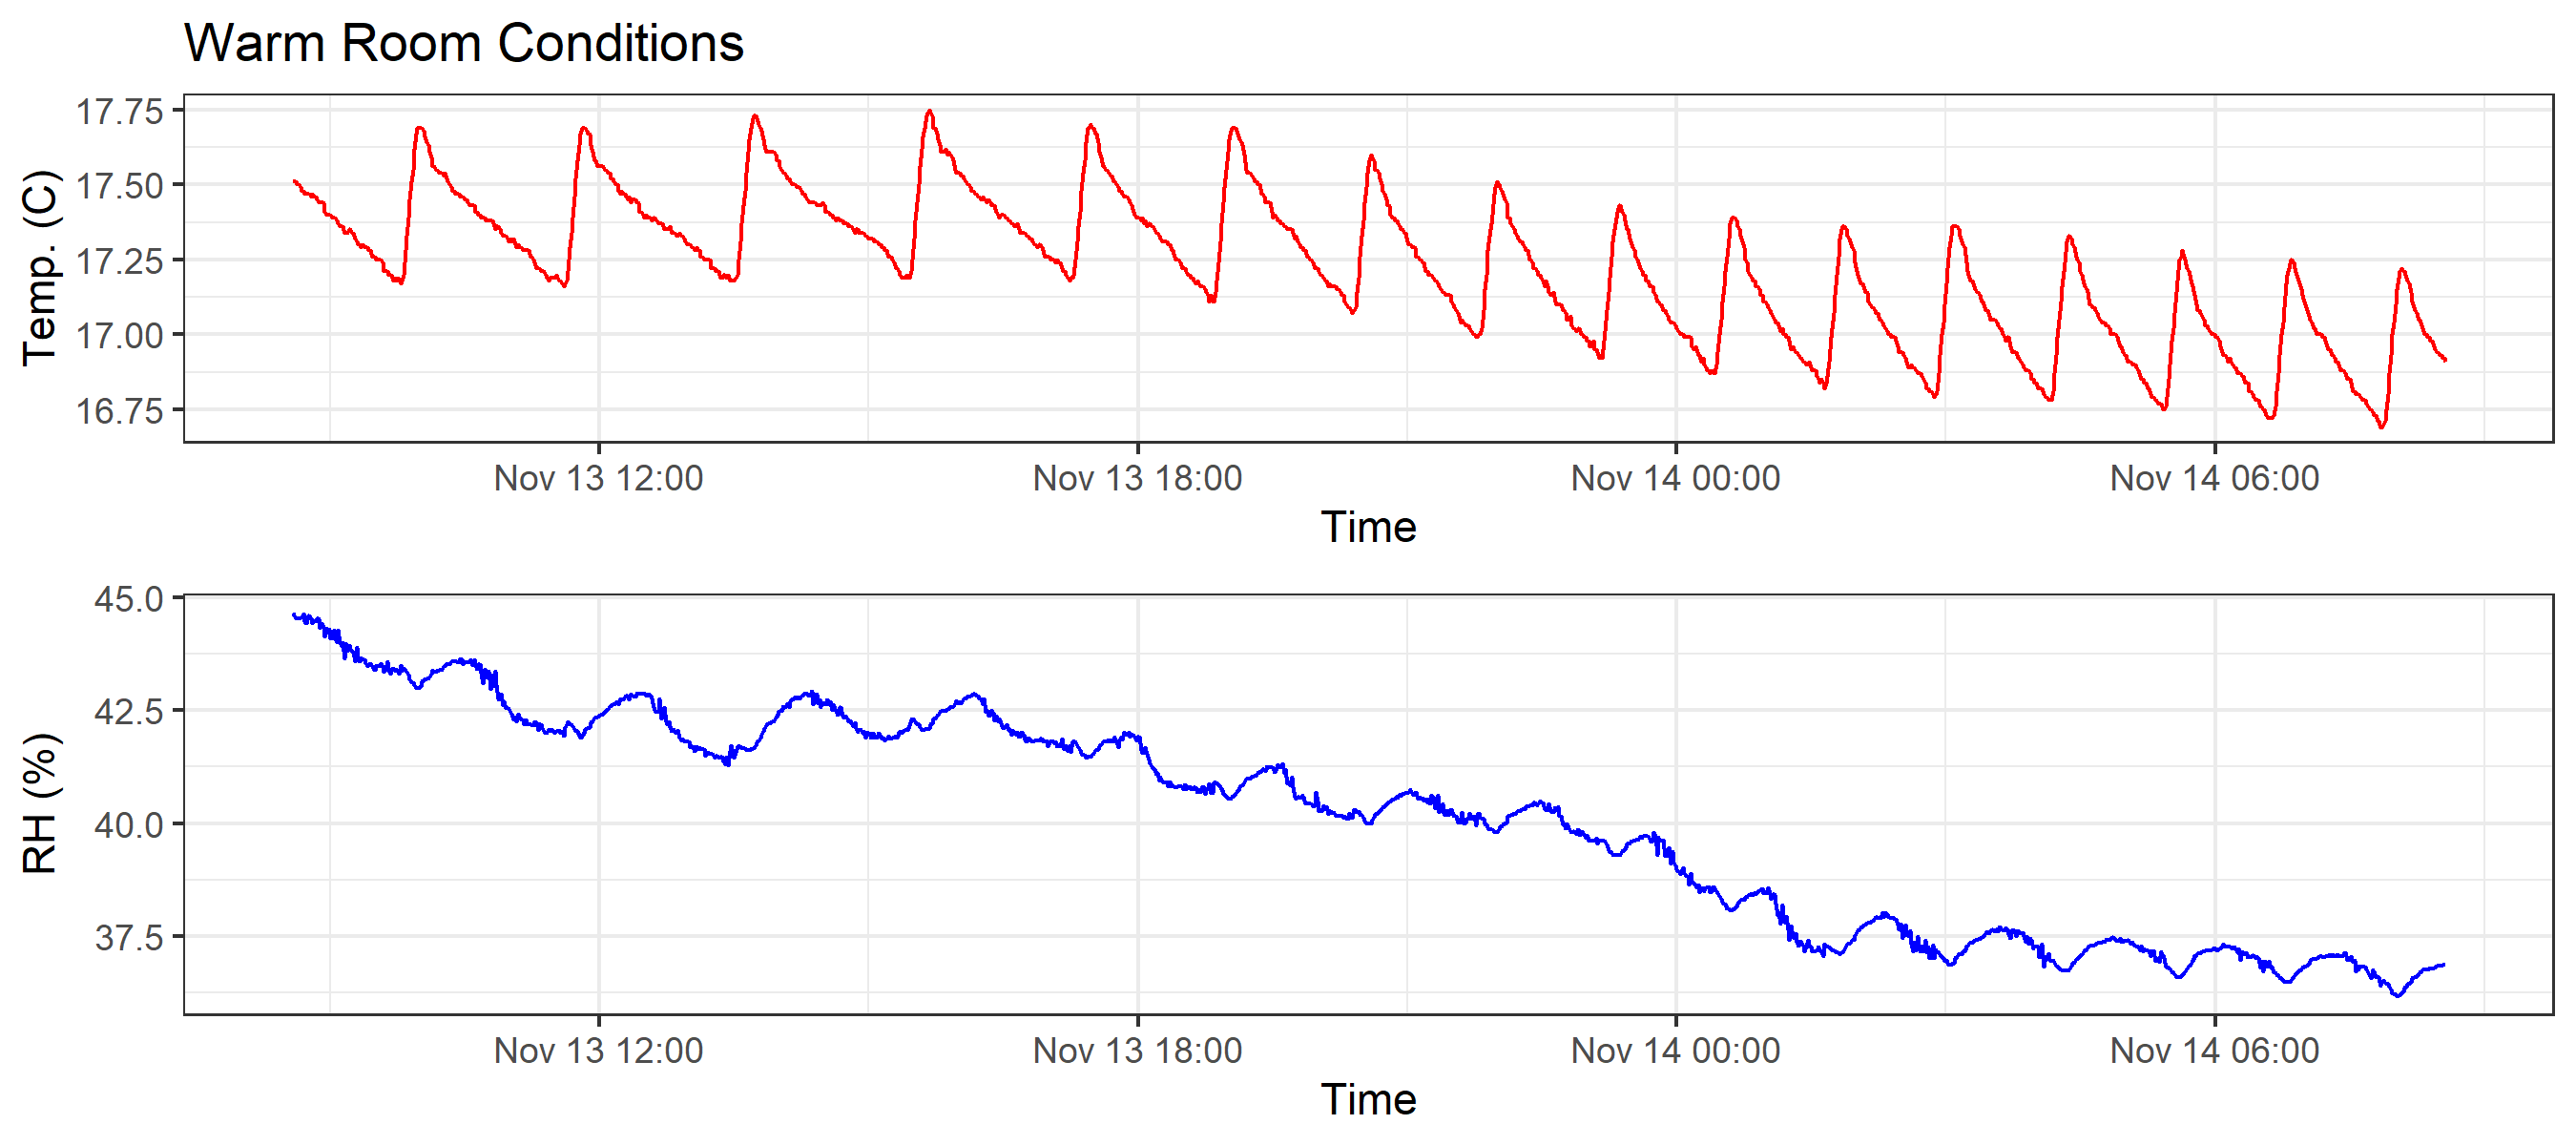 Warm Room Conditions
Temp. (C)
17.75
17.50
17.25
17.00
16.75
Nov 13 12:00 Nov 13 18:00 Nov 14 00:00 Nov 14 06:00
Time
RH (%)
45.0
42.5
40.0
37.5
Nov 13 12:00 Nov 13 18:00 Nov 14 00:00 Nov 14 06:00
Time